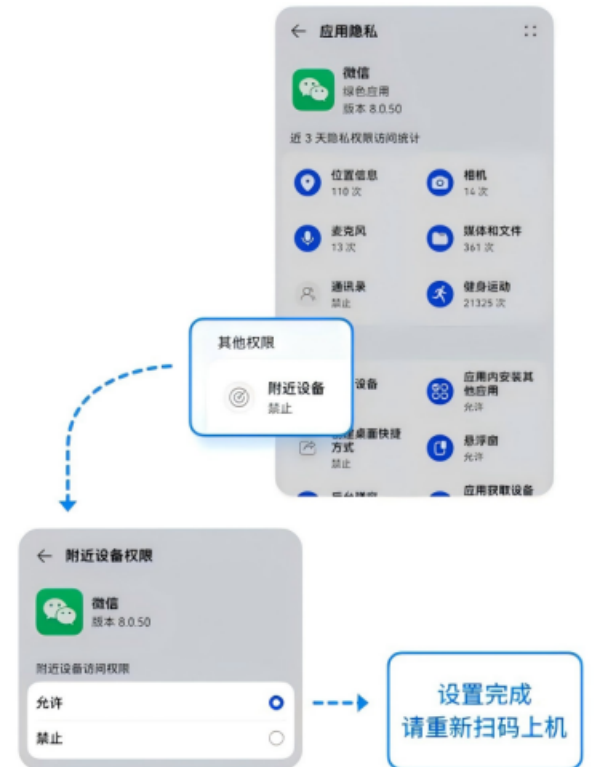 应用隐私
微信
绿色应用
版本 8.0.50
近 3 天隐私权限访问统计
位置信息
110 次
相机
14 次
麦克风
13 次
媒体和文件
361 次
通讯录
禁止
健身运动
21325 次
其他权限
附近设备
禁止
设备
应用内安装其
他应用
允许
桌面快捷
方式
禁止
悬浮窗
允许
应用获取设备
附近设备权限
微信
版本 8.0.50
附近设备访问权限
允许
禁止
设置完成
请重新扫码上机